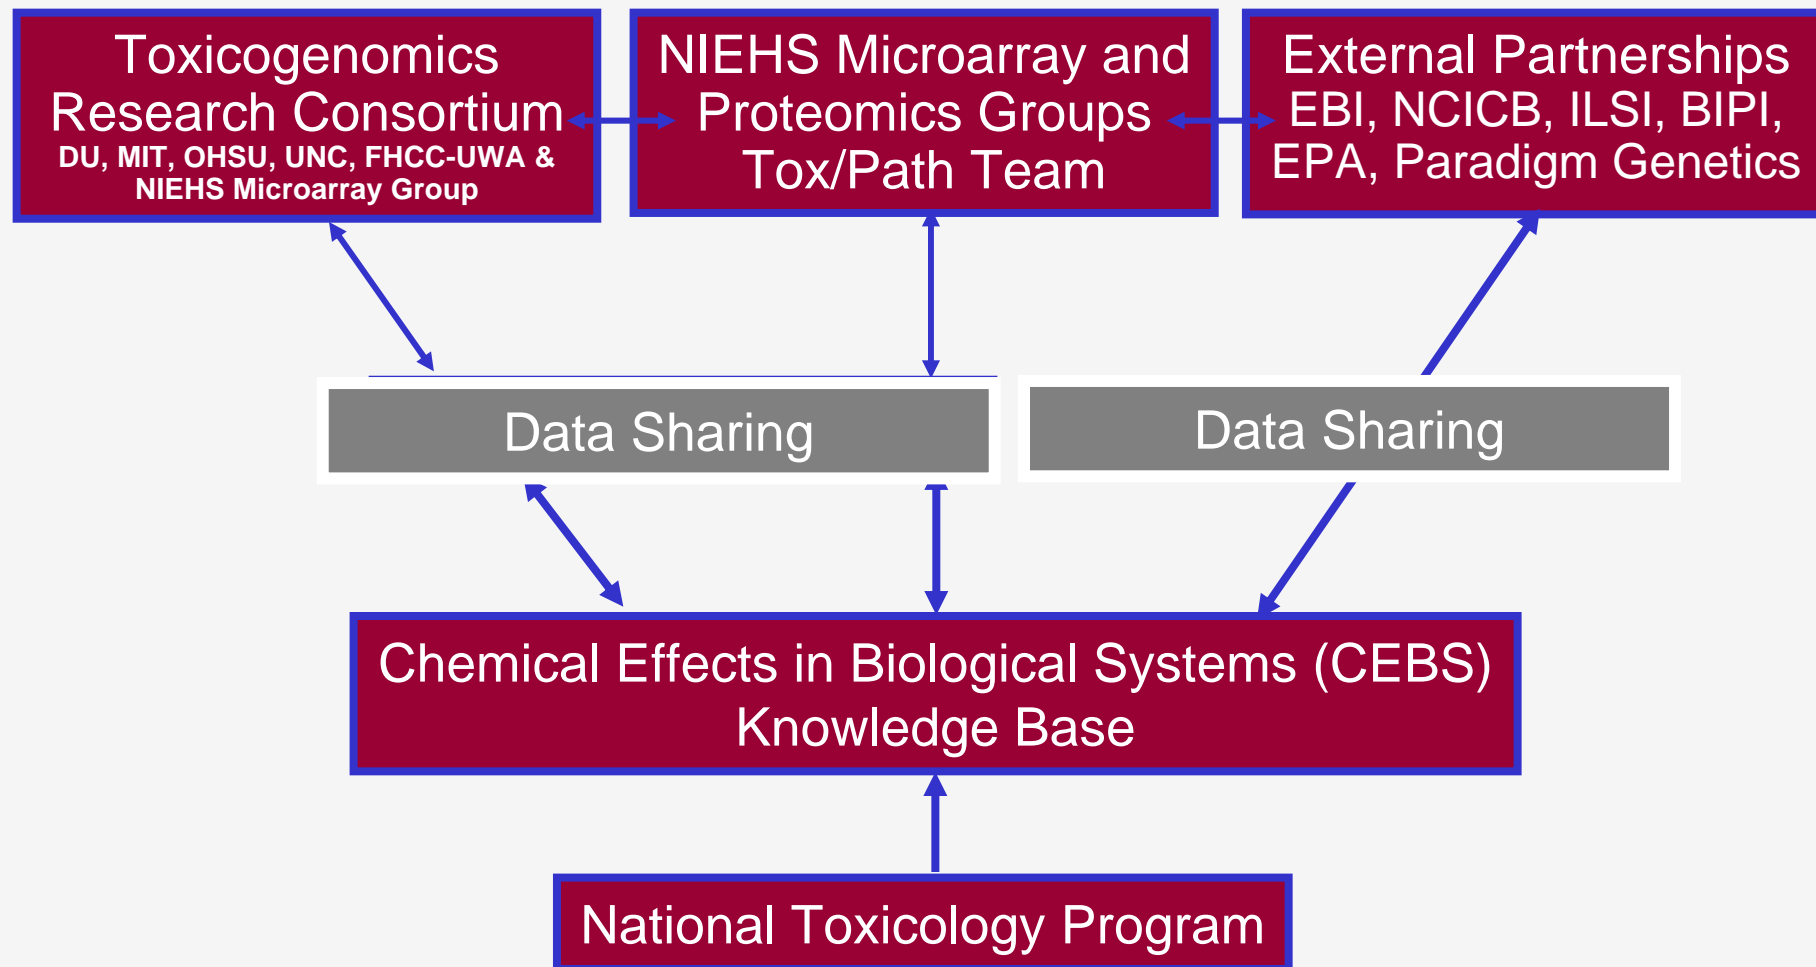 Toxicogenomics
Research Consortium
DU, MIT, OHSU, UNC, FHCC-UWA &
NIEHS Microarray Group
NIEHS Microarray and
Proteomics Groups
Tox/Path Team
External Partnerships
EBI, NCICB, ILSI, BIPI,
EPA, Paradigm Genetics
Data Sharing
Data Sharing
Chemical Effects in Biological Systems (CEBS)
Knowledge Base
National Toxicology Program